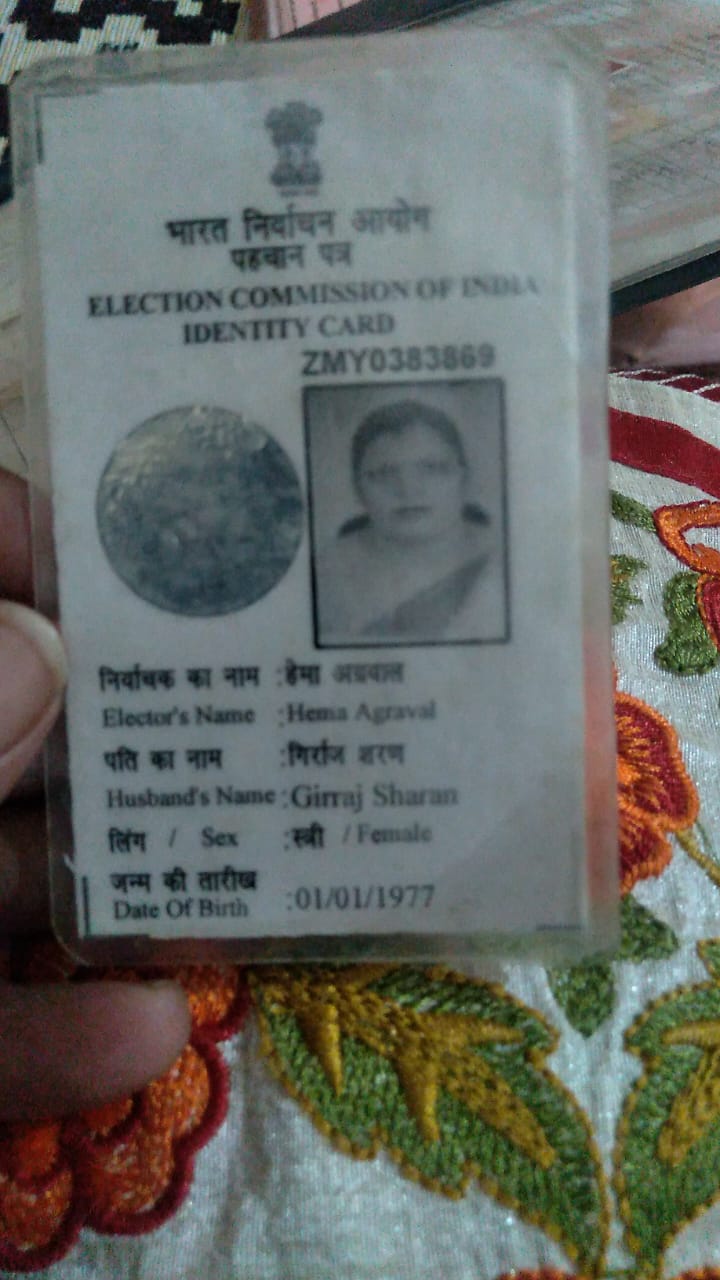 भारत निर्वाचन आयोग
पहचान पत्र
ELECTION COMMISSION OF INDIA
IDENTITY CARD
ZMY0383869
निर्वाचक का नाम :हेमा अग्रवाल
Elector's Name :Hema Agraval
पति का नाम :गिर्राज शरण
Husband's Name :Girraj Sharan
लिंग / Sex :स्त्री / Female
जन्म की तारीख
Date Of Birth :01/01/1977